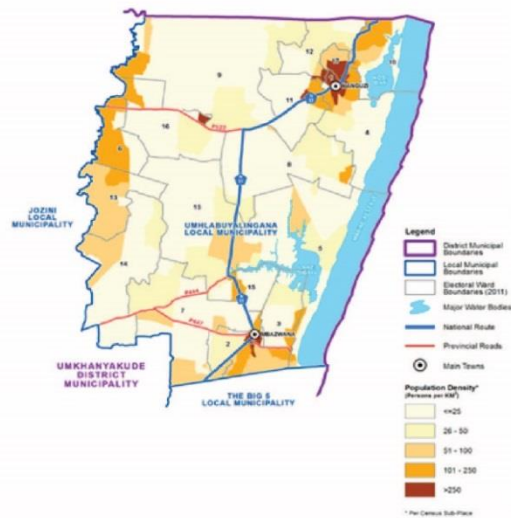 12
9
10
MANGUZI
11
16
P522
4
6
8
JOZINI
LOCAL
MUNICIPALITY
13
UMHLABUYALINGANA
LOCAL MUNICIPALITY
5
14
15
7
3
MBAZWANA
2
UMKHANYAKUDE
DISTRICT
MUNICIPALITY
THE BIG 5
LOCAL MUNICIPALITY
Legend
District Municipal
Boundaries
Local Municipal
Boundaries
Electoral Ward
Boundaries (2011)
Major Water Bodies
National Route
Provincial Roads
Main Towns
Population Density*
(Persons per KM²)
<=25
26 - 50
51 - 100
101 - 250
>250
* Per Census Sub-Place